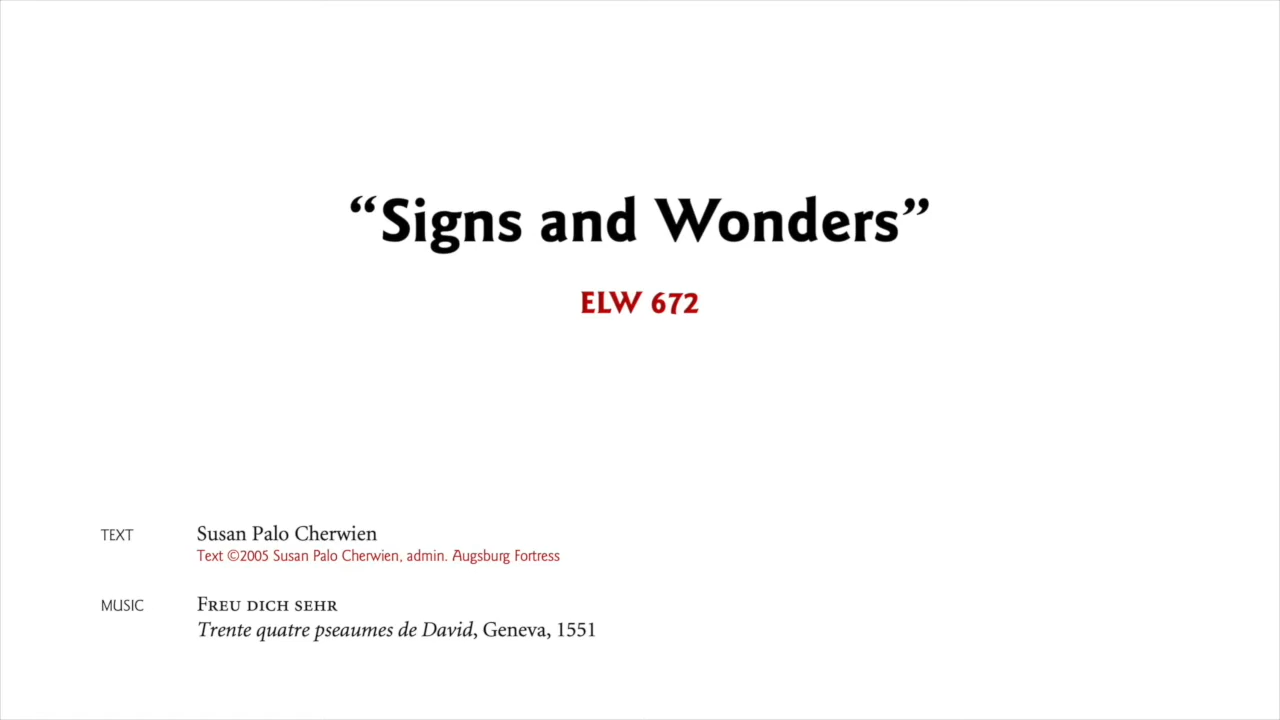 “Signs and Wonders”
ELW 672
TEXT Susan Palo Cherwien
Text ©2005 Susan Palo Cherwien, admin. Augsburg Fortress
MUSIC Freu dich sehr
Trente quatre pseaumes de David, Geneva, 1551